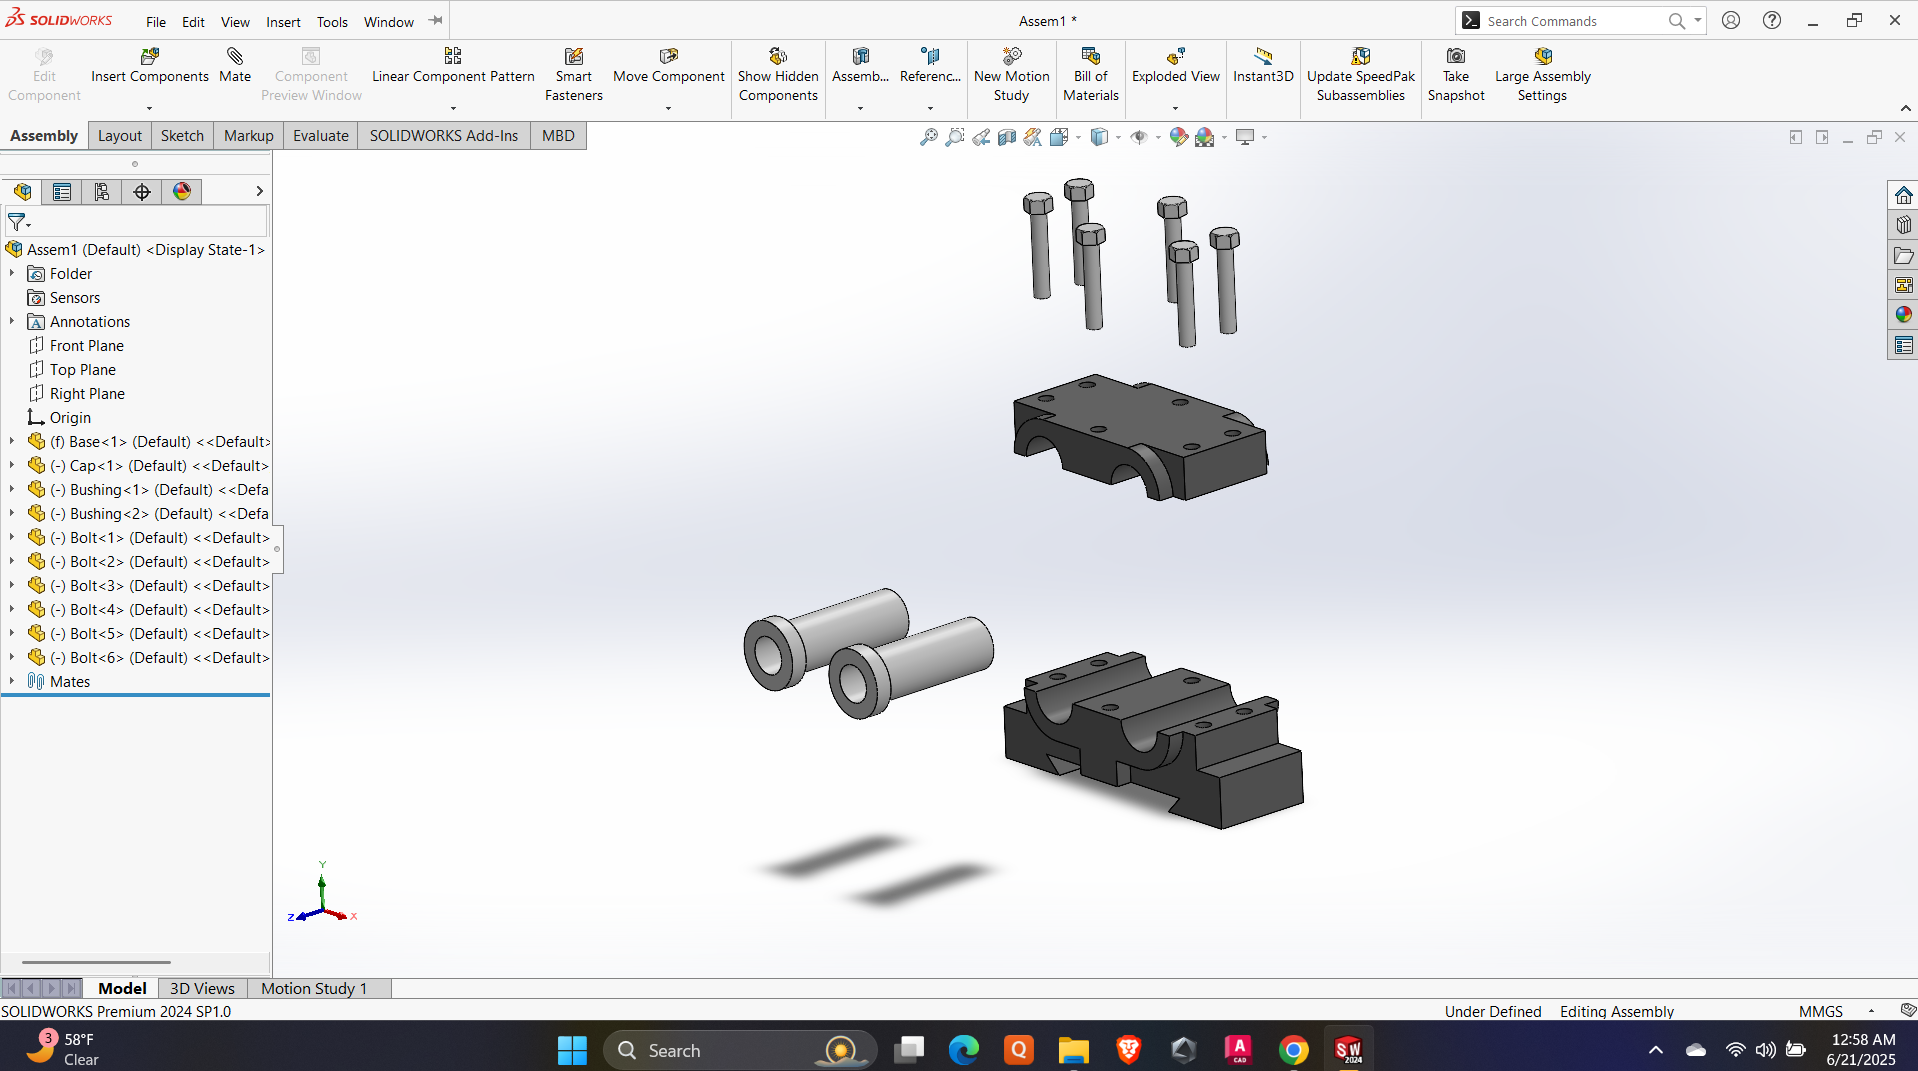 SOLIDWORKS File Edit View Insert Tools Window Assem1 * Search Commands
Edit Component
Insert Components
Mate
Component Preview Window
Linear Component Pattern
Smart Fasteners
Move Component
Show Hidden Components
Assemb...
Referenc...
New Motion Study
Bill of Materials
Exploded View
Instant3D
Update SpeedPak Subassemblies
Take Snapshot
Large Assembly Settings
Assembly Layout Sketch Markup Evaluate SOLIDWORKS Add-Ins MBD
Assem1 (Default) <Display State-1>
Folder
Sensors
Annotations
Front Plane
Top Plane
Right Plane
Origin
(f) Base<1> (Default) <<Default>
(-) Cap<1> (Default) <<Default>
(-) Bushing<1> (Default) <<Defa
(-) Bushing<2> (Default) <<Defa
(-) Bolt<1> (Default) <<Default>
(-) Bolt<2> (Default) <<Default>
(-) Bolt<3> (Default) <<Default>
(-) Bolt<4> (Default) <<Default>
(-) Bolt<5> (Default) <<Default>
(-) Bolt<6> (Default) <<Default>
Mates
Y
Z X
Model 3D Views Motion Study 1
SOLIDWORKS Premium 2024 SP1.0 Under Defined Editing Assembly MMGS
3 58°F
Clear
Search
Q
A
CAD
SW
2024
12:58 AM
6/21/2025